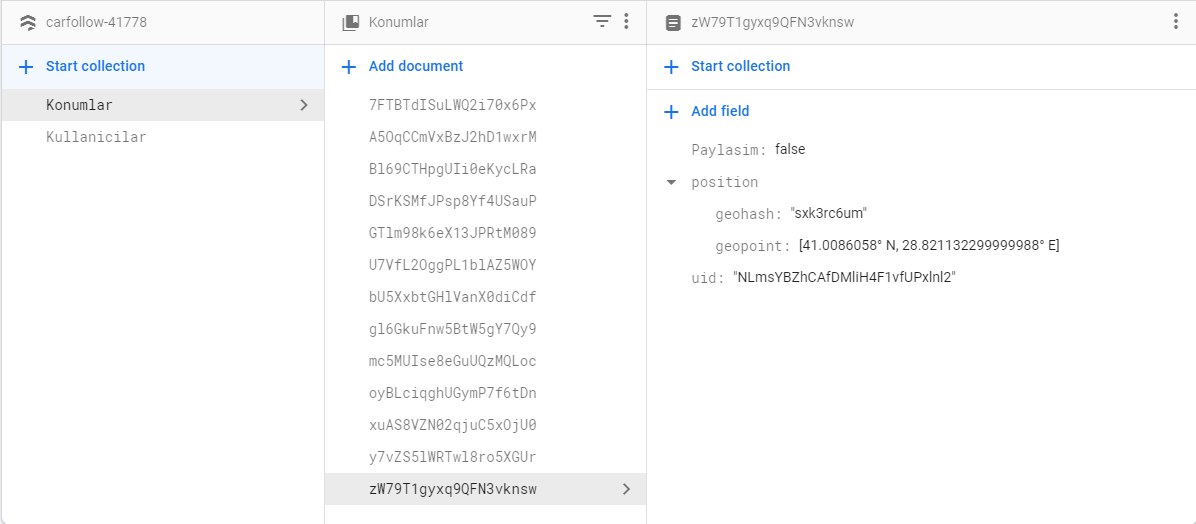 carfollow-41778
Start collection
Konumlar
Kullanicilar
Konumlar
Add document
7FTBTdISuLWQ2i70x6Px
A5OqCCmVxBzJ2hD1wxrM
Bl69CTHpgUIi0eKycLRa
DSrKSMfJPsp8Yf4USauP
GTlm98k6eX13JPRtM089
U7VfL2OggPL1blAZ5WOY
bU5XxbtGHlVanX0diCdf
gl6GkuFnw5BtW5gY7Qy9
mc5MUIse8eGuUQzMQLoc
oyBLciqghUGymP7f6tDn
xuAS8VZN02qjuC5xOjU0
y7vZS5lWRTwl8ro5XGUr
zW79T1gyxq9QFN3vknsw
zW79T1gyxq9QFN3vknsw
Start collection
Add field
Paylasim: false
position
geohash: "sxk3rc6um"
geopoint: [41.0086058° N, 28.821132299999988° E]
uid: "NLmsYBZhCAfDMliH4F1vfUPxlnl2"